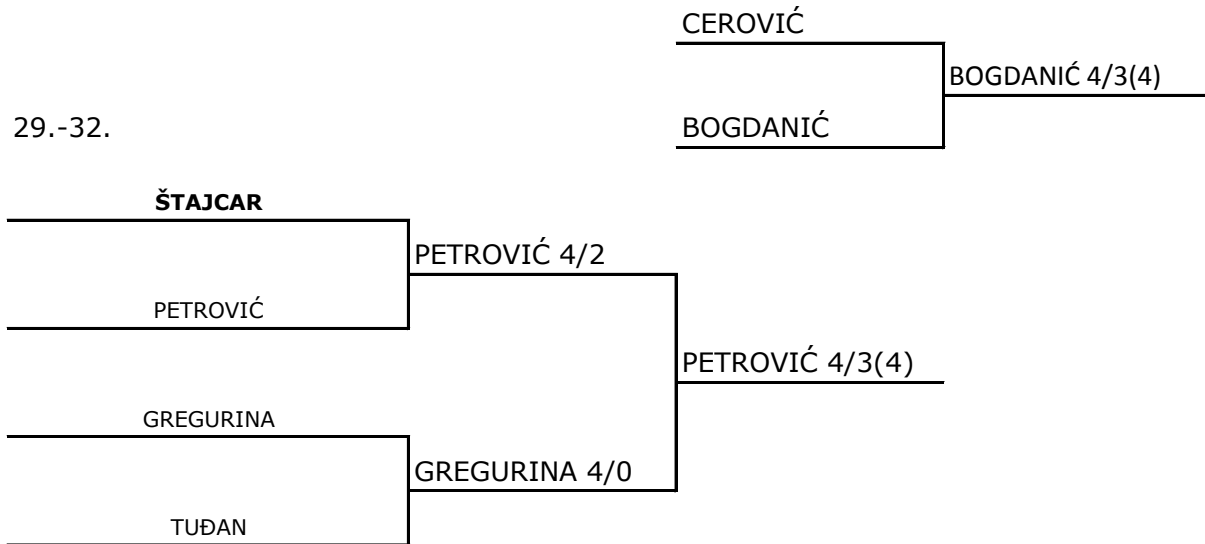 CEROVIĆ
BOGDANIĆ 4/3(4)
29.-32.
BOGDANIĆ
ŠTAJCAR
PETROVIĆ 4/2
PETROVIĆ
PETROVIĆ 4/3(4)
GREGURINA
GREGURINA 4/0
TUĐAN